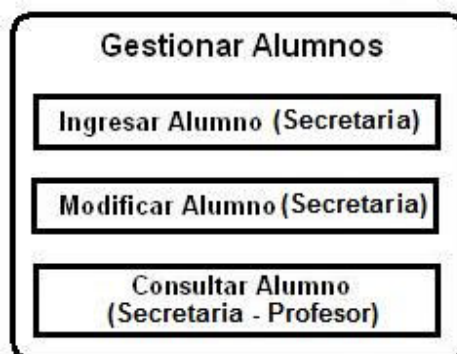 Gestionar Alumnos
Ingresar Alumno (Secretaria)
Modificar Alumno (Secretaria)
Consultar Alumno
(Secretaria - Profesor)